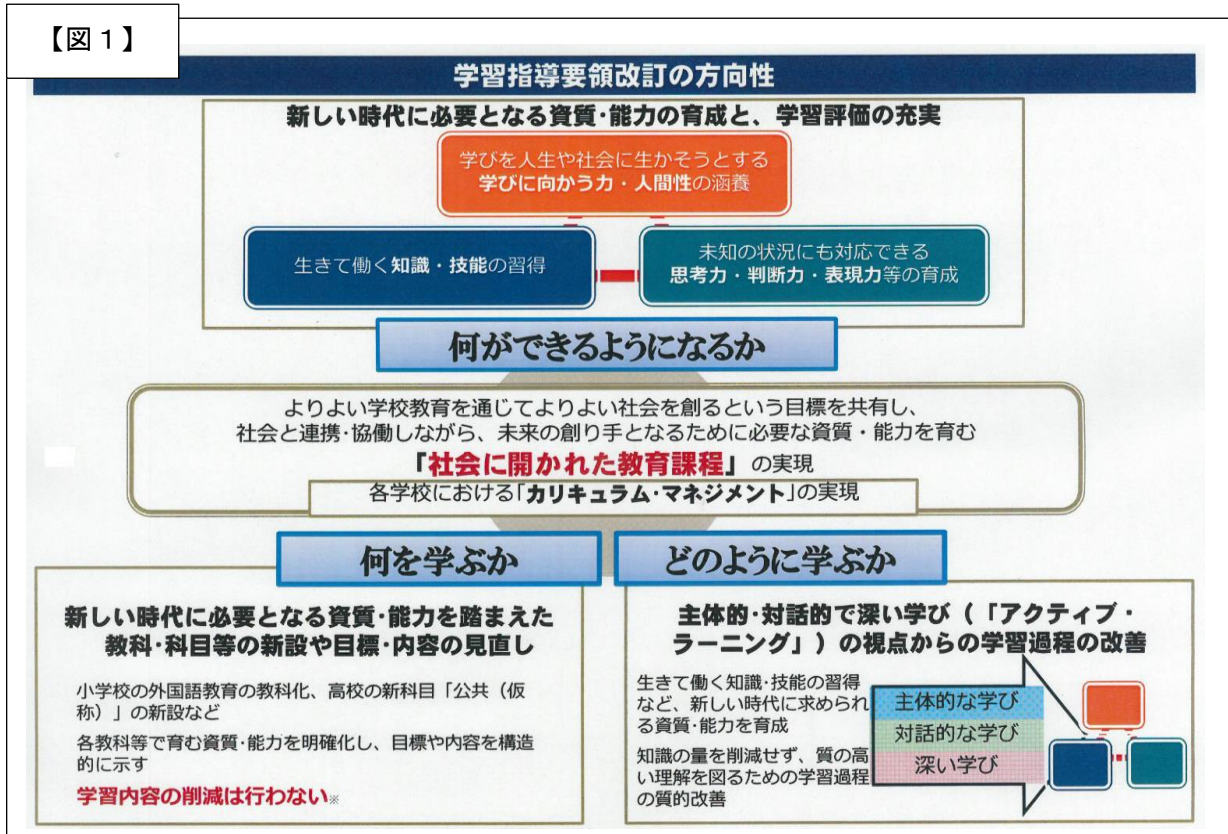 【図１】
学習指導要領改訂の方向性
新しい時代に必要となる資質・能力の育成と、学習評価の充実
学びを人生や社会に生かそうとする
学びに向かう力・人間性の涵養
生きて働く知識・技能の習得
未知の状況にも対応できる
思考力・判断力・表現力等の育成
何ができるようになるか
よりよい学校教育を通じてよりよい社会を創るという目標を共有し、
社会と連携・協働しながら、未来の創り手となるために必要な資質・能力を育む
「社会に開かれた教育課程」の実現
各学校における「カリキュラム・マネジメント」の実現
何を学ぶか
新しい時代に必要となる資質・能力を踏まえた
教科・科目等の新設や目標・内容の見直し
小学校の外国語教育の教科化、高校の新科目「公共（仮
称）」の新設など
各教科等で育む資質・能力を明確化し、目標や内容を構造
的に示す
学習内容の削減は行わない※
どのように学ぶか
主体的・対話的で深い学び（「アクティブ・
ラーニング」）の視点からの学習過程の改善
生きて働く知識・技能の習得
など、新しい時代に求められ
る資質・能力を育成
知識の量を削減せず、質の高
い理解を図るための学習過程
の質的改善
主体的な学び
対話的な学び
深い学び